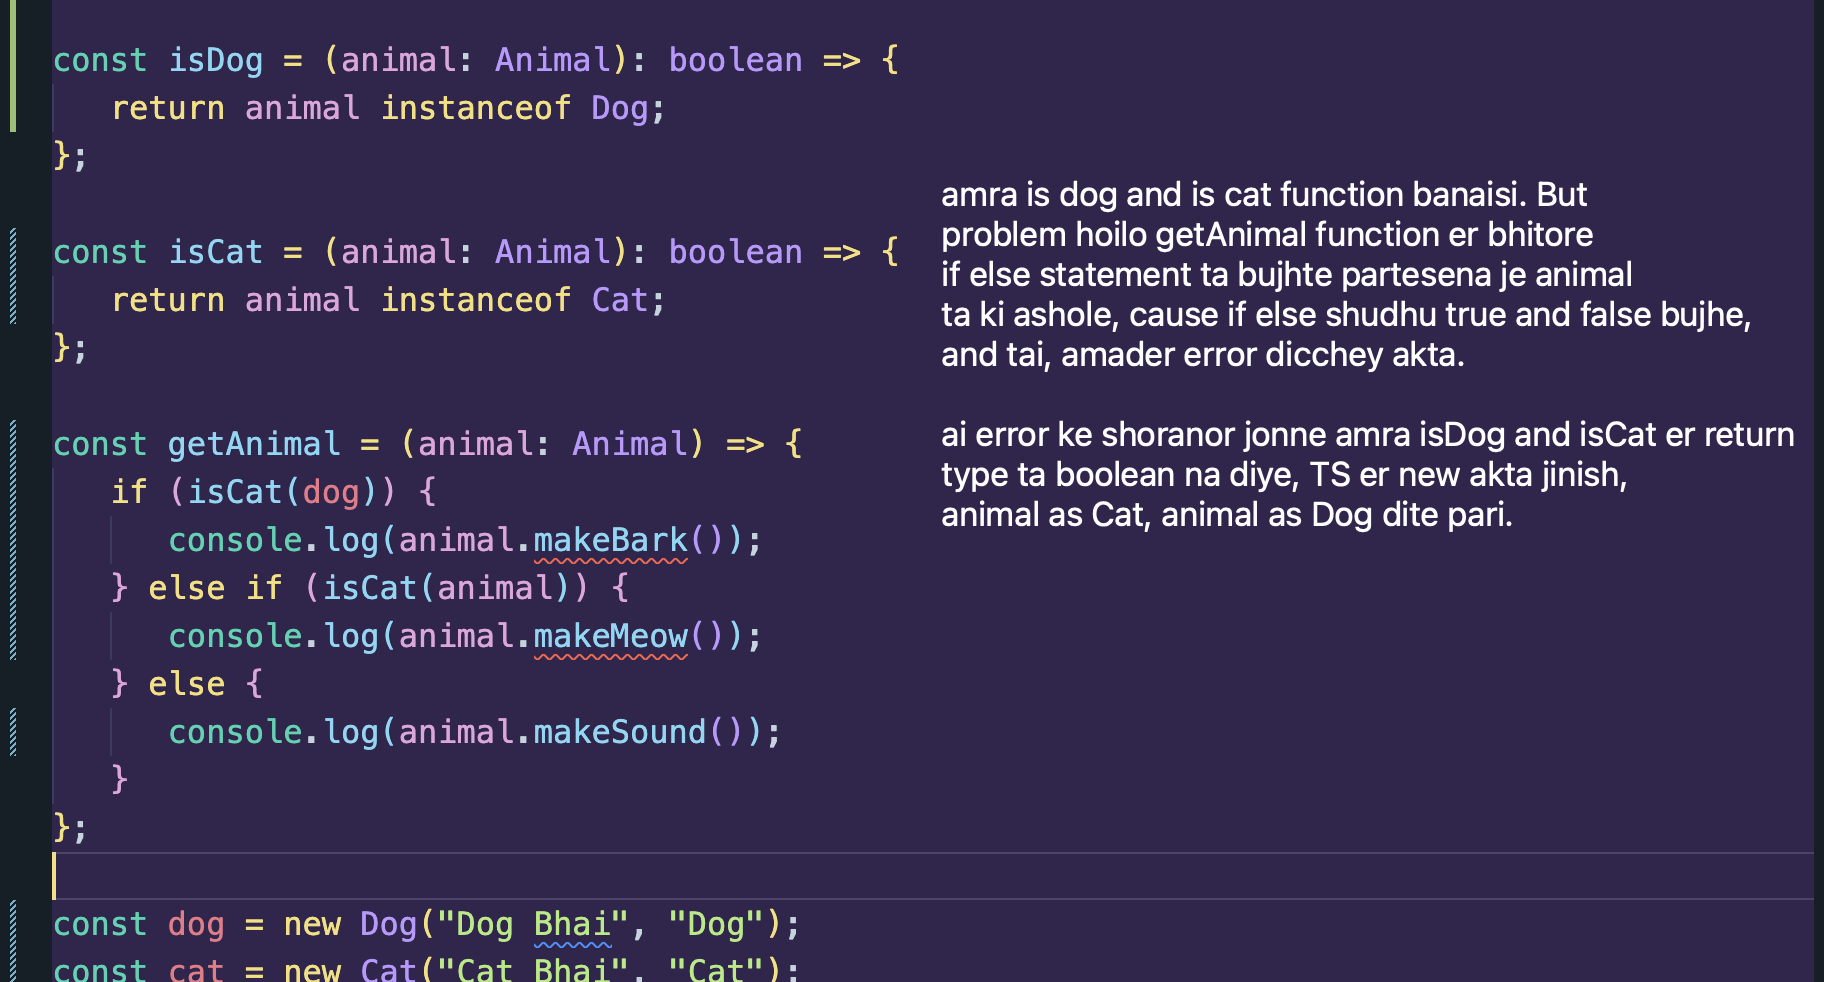 const isDog = (animal: Animal): boolean => {
return animal instanceof Dog;
};
const isCat = (animal: Animal): boolean => {
return animal instanceof Cat;
};
const getAnimal = (animal: Animal) => {
if (isCat(dog)) {
console.log(animal.makeBark());
} else if (isCat(animal)) {
console.log(animal.makeMeow());
} else {
console.log(animal.makeSound());
}
};
const dog = new Dog("Dog Bhai", "Dog");
const cat = new Cat("Cat Bhai", "Cat");
amra is dog and is cat function banaisi. But
problem hoilo getAnimal function er bhitore
if else statement ta bujhte partesena je animal
ta ki ashole, cause if else shudhu true and false bujhe,
and tai, amader error dicchey akta.
ai error ke shoranor jonne amra isDog and isCat er return
type ta boolean na diye, TS er new akta jinish,
animal as Cat, animal as Dog dite pari.